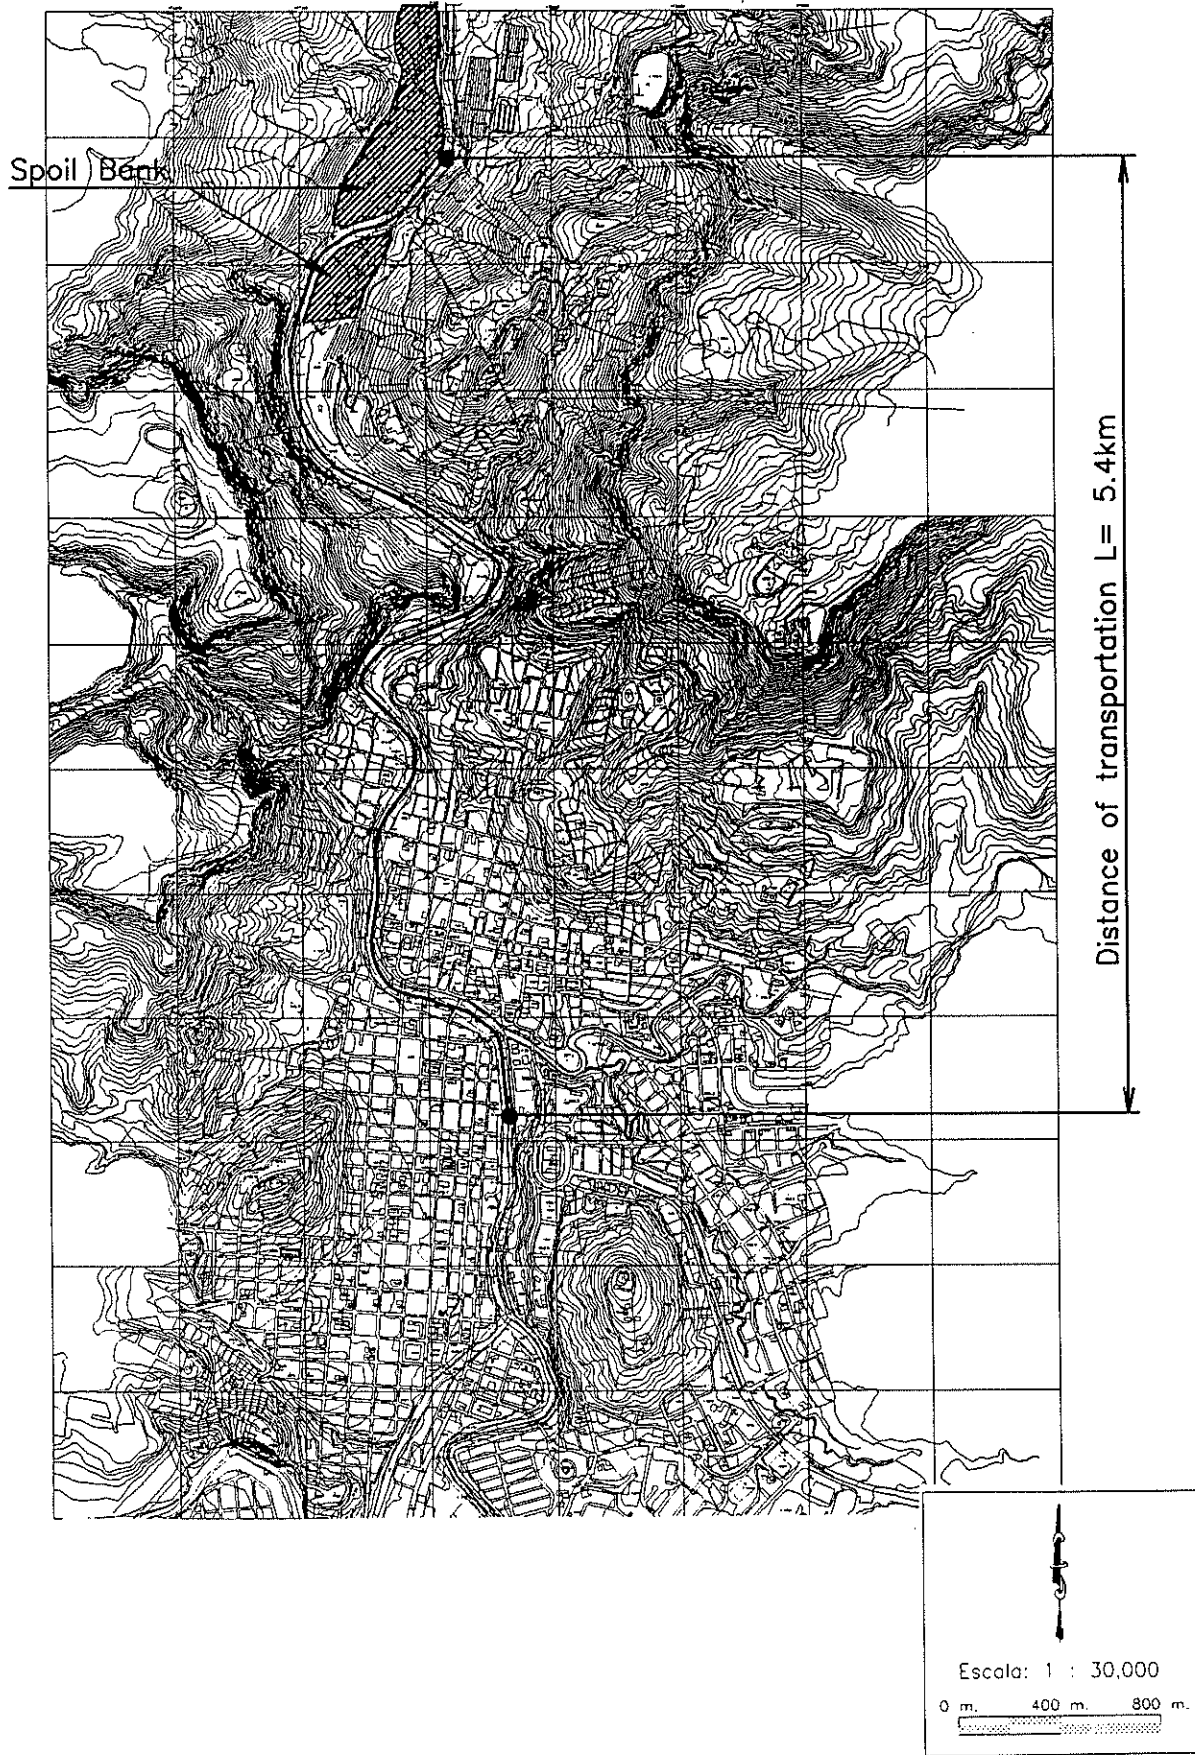 Spoil Bank
Distance of transportation L= 5.4km
Escala: 1 : 30,000
0 m. 400 m. 800 m.